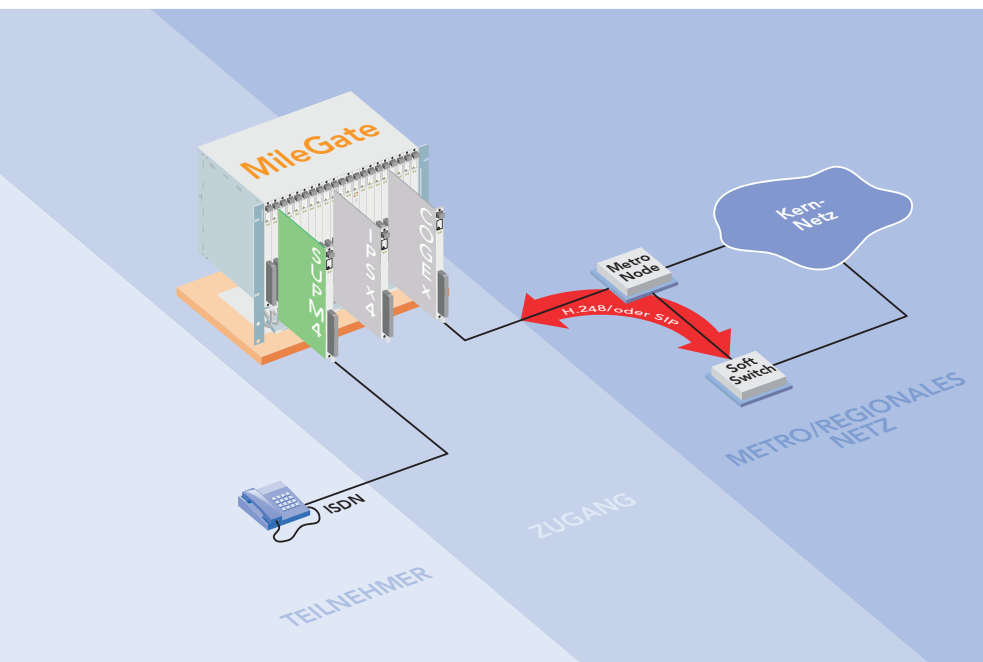 MileGate
SUPM4
IPSx4
COGEx
Kern-
Netz
Metro
Node
H.248/oder SIP
Soft
Switch
METRO/REGIONALES
NETZ
ISDN
ZUGANG
TEILNEHMER